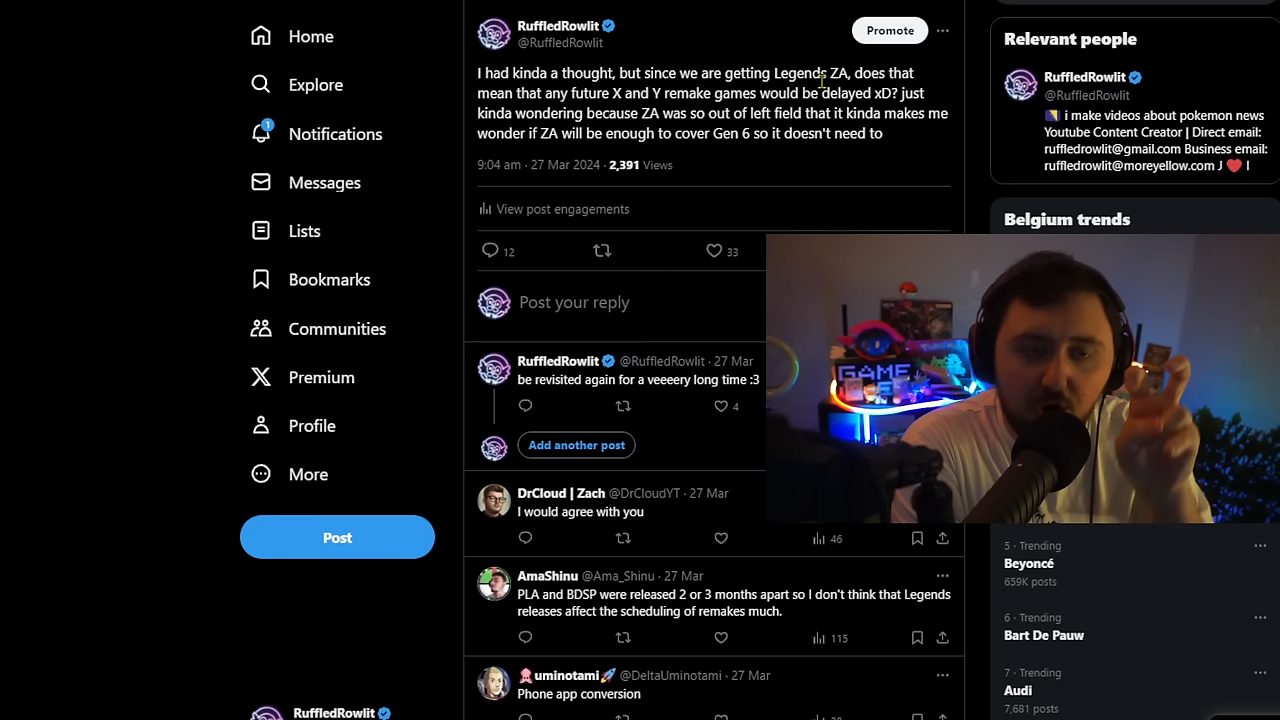 Home
Explore
1
Notifications
Messages
Lists
Bookmarks
Communities
Premium
Profile
More
Post
RuffledRowlit
RuffledRowlit
@RuffledRowlit
Promote
I had kinda a thought, but since we are getting Legends ZA, does that
mean that any future X and Y remake games would be delayed xD? just
kinda wondering because ZA was so out of left field that it kinda makes me
wonder if ZA will be enough to cover Gen 6 so it doesn't need to
9:04 am · 27 Mar 2024 · 2,391 Views
View post engagements
12
33
Post your reply
RuffledRowlit @RuffledRowlit · 27 Mar
be revisited again for a veeeery long time :3
4
Add another post
DrCloud | Zach @DrCloudYT · 27 Mar
I would agree with you
46
AmaShinu @Ama_Shinu · 27 Mar
PLA and BDSP were released 2 or 3 months apart so I don't think that Legends
releases affect the scheduling of remakes much.
115
uminotami @DeltaUminotami · 27 Mar
Phone app conversion
Relevant people
RuffledRowlit
@RuffledRowlit
i make videos about pokemon news
Youtube Content Creator | Direct email:
ruffledrowlit@gmail.com Business email:
ruffledrowlit@moreyellow.com J ❤️ l
Belgium trends
GAME
5 · Trending
Beyoncé
659K posts
6 · Trending
Bart De Pauw
7 · Trending
Audi
7,681 posts